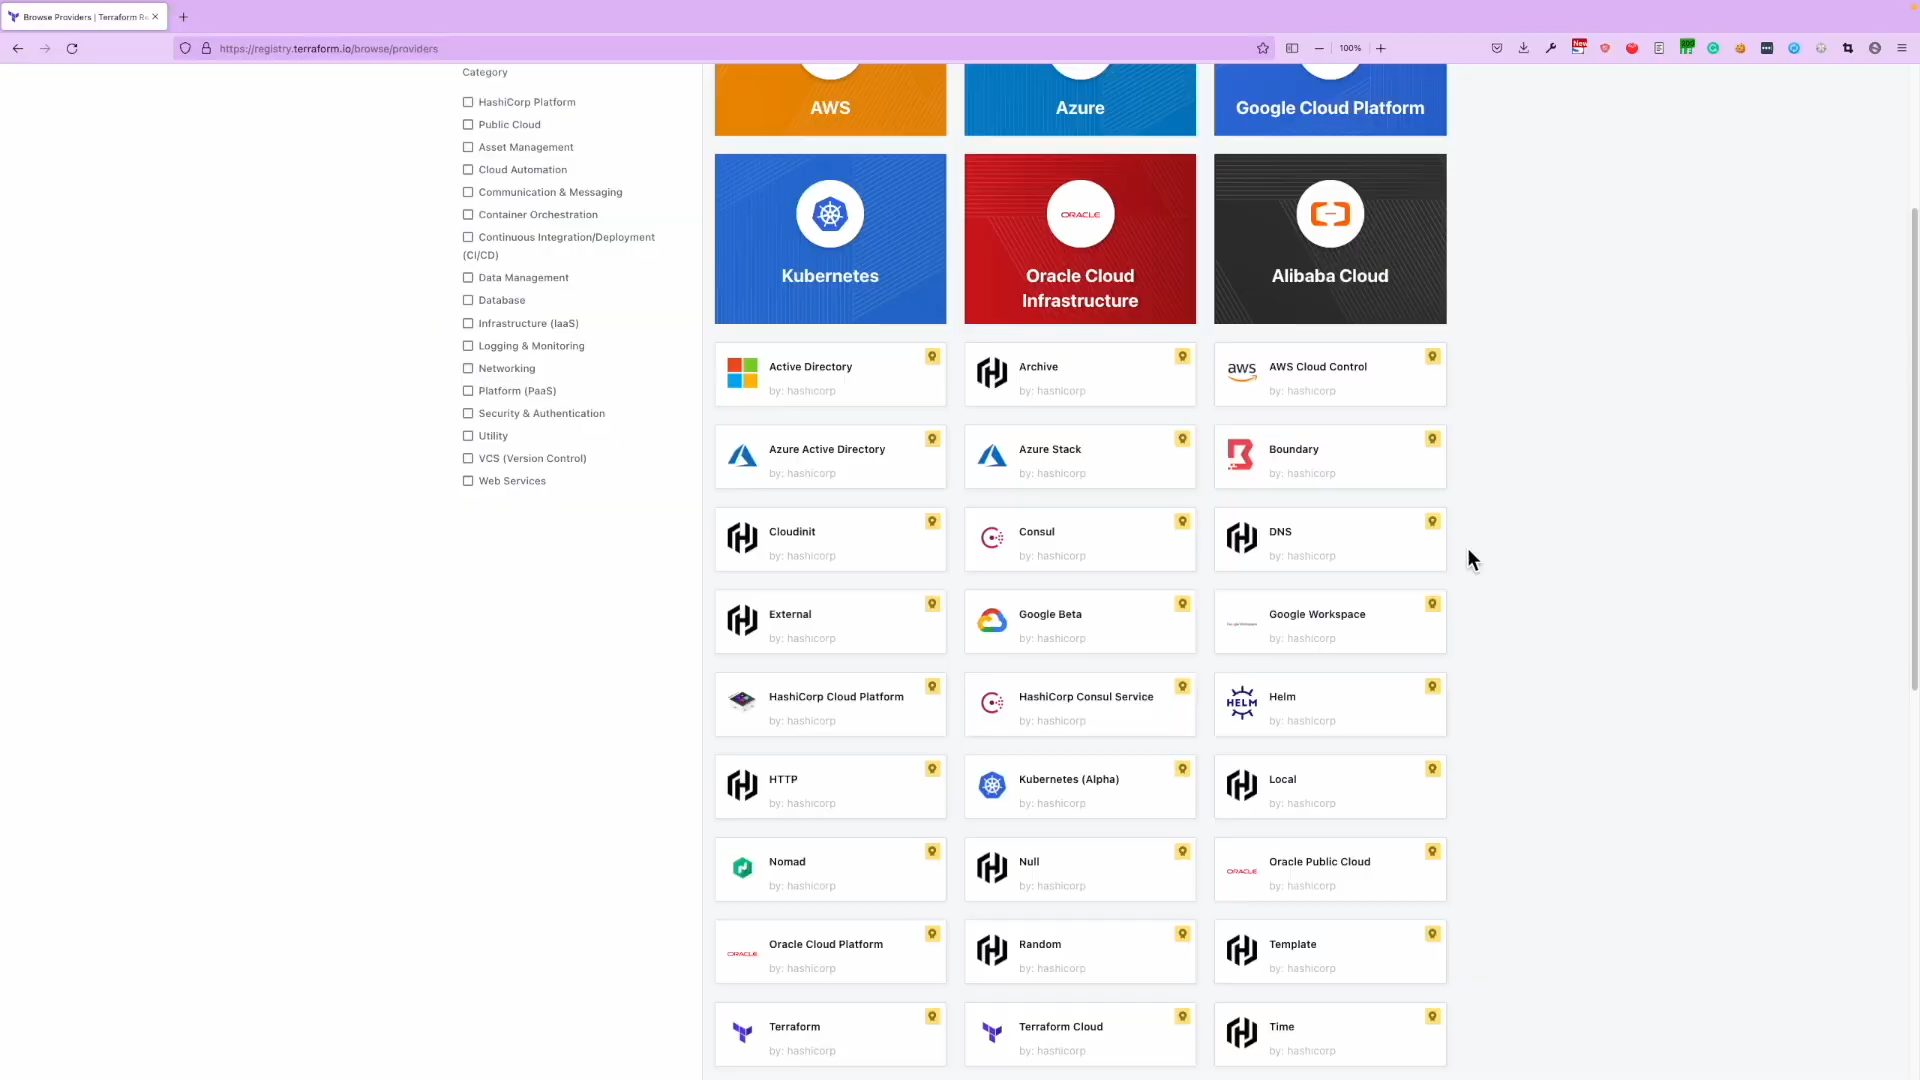 Browse Providers | Terraform Re
https://registry.terraform.io/browse/providers
100%
New
Category
HashiCorp Platform
Public Cloud
Asset Management
Cloud Automation
Communication & Messaging
Container Orchestration
Continuous Integration/Deployment
(CI/CD)
Data Management
Database
Infrastructure (IaaS)
Logging & Monitoring
Networking
Platform (PaaS)
Security & Authentication
Utility
VCS (Version Control)
Web Services
AWS
Azure
Google Cloud Platform
Kubernetes
ORACLE
Oracle Cloud
Infrastructure
Alibaba Cloud
Active Directory
by: hashicorp
Archive
by: hashicorp
aws
AWS Cloud Control
by: hashicorp
Azure Active Directory
by: hashicorp
Azure Stack
by: hashicorp
Boundary
by: hashicorp
Cloudinit
by: hashicorp
Consul
by: hashicorp
DNS
by: hashicorp
External
by: hashicorp
Google Beta
by: hashicorp
Google Workspace
by: hashicorp
HashiCorp Cloud Platform
by: hashicorp
HashiCorp Consul Service
by: hashicorp
HELM
Helm
by: hashicorp
HTTP
by: hashicorp
Kubernetes (Alpha)
by: hashicorp
Local
by: hashicorp
Nomad
by: hashicorp
Null
by: hashicorp
ORACLE
Oracle Public Cloud
by: hashicorp
ORACLE
Oracle Cloud Platform
by: hashicorp
Random
by: hashicorp
Template
by: hashicorp
Terraform
by: hashicorp
Terraform Cloud
by: hashicorp
Time
by: hashicorp